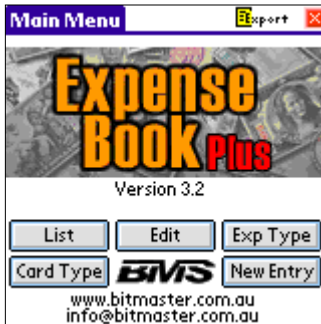 Main Menu
Export
Expense
Book Plus
Version 3.2
List Edit Exp Type
Card Type BMS New Entry
www.bitmaster.com.au
info@bitmaster.com.au